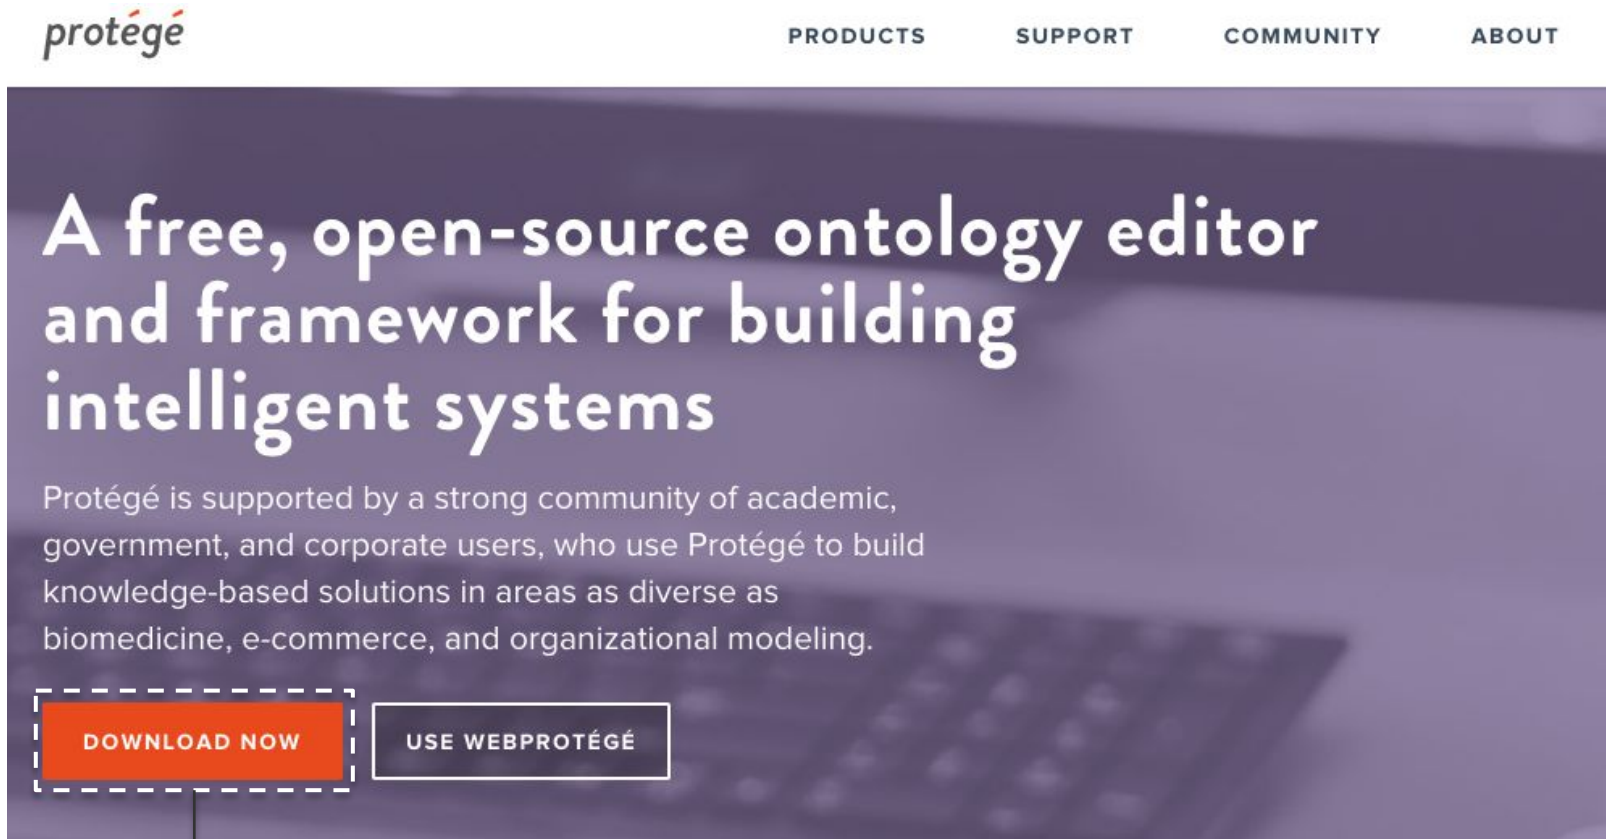 protégé
PRODUCTS SUPPORT COMMUNITY ABOUT
A free, open-source ontology editor
and framework for building
intelligent systems
Protégé is supported by a strong community of academic,
government, and corporate users, who use Protégé to build
knowledge-based solutions in areas as diverse as
biomedicine, e-commerce, and organizational modeling.
DOWNLOAD NOW USE WEBPROTÉGÉ